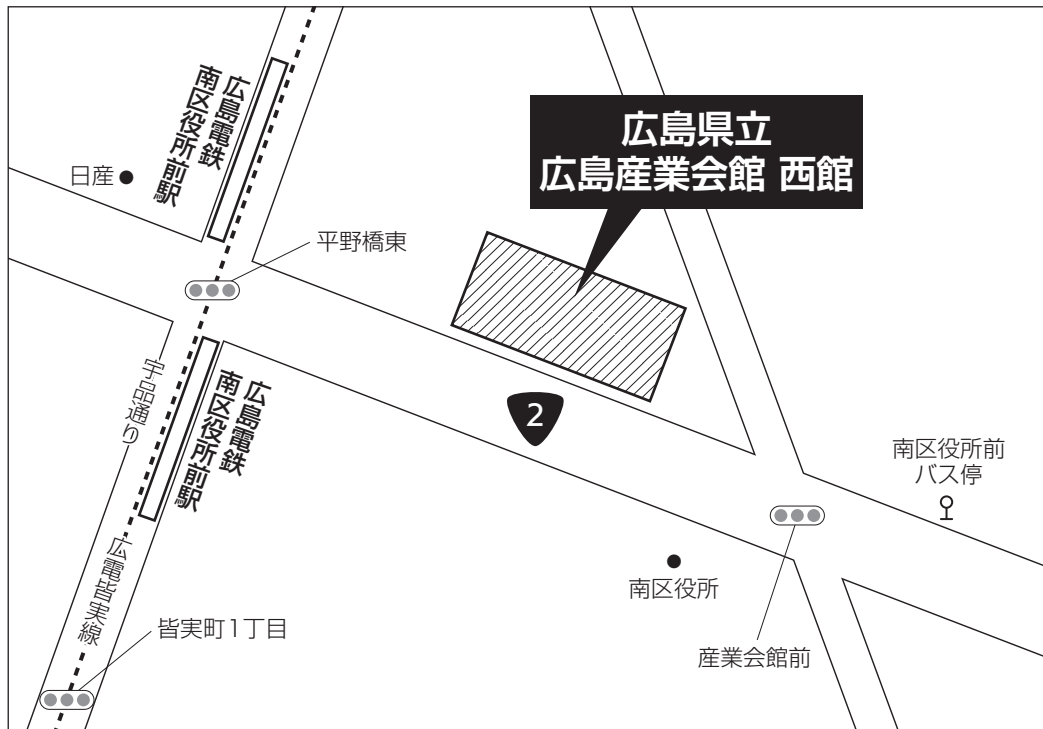 広島電鉄
南区役所前駅
広島県立
広島産業会館 西館
日産
平野橋東
宇品通り
広島電鉄
南区役所前駅
2
南区役所前
バス停
南区役所
広電皆実線
皆実町1丁目
産業会館前